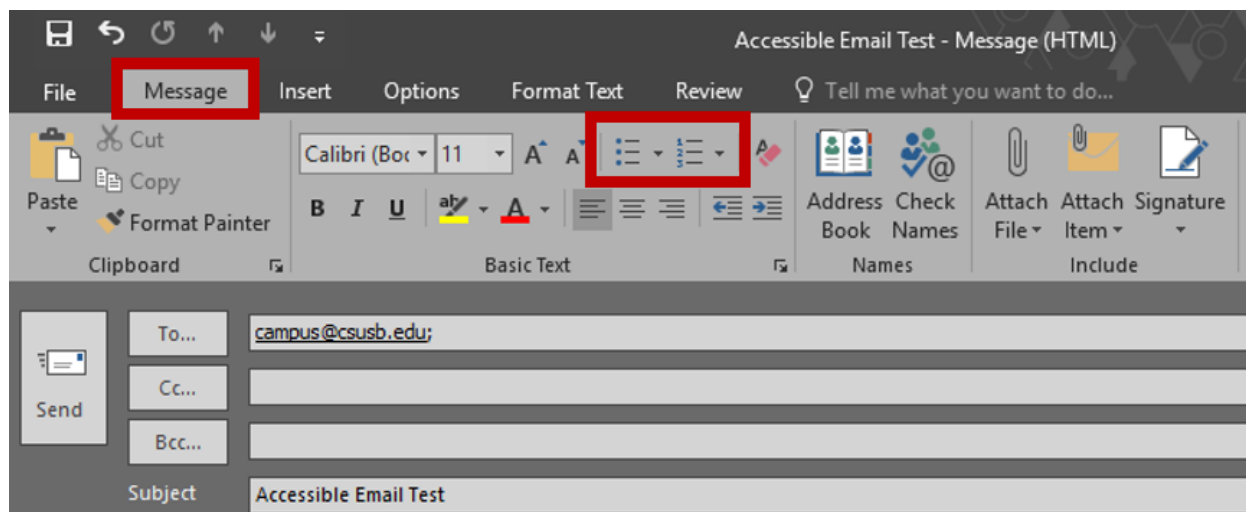 Accessible Email Test - Message (HTML)
File Message Insert Options Format Text Review Tell me what you want to do...
Cut
Copy
Paste
Format Painter
Clipboard
Calibri (Boc 11 A A
B I U aby A
Basic Text
Address Book
Check Names
Names
Attach File
Attach Item
Signature
Include
Send
To... campus@csusb.edu;
Cc...
Bcc...
Subject Accessible Email Test